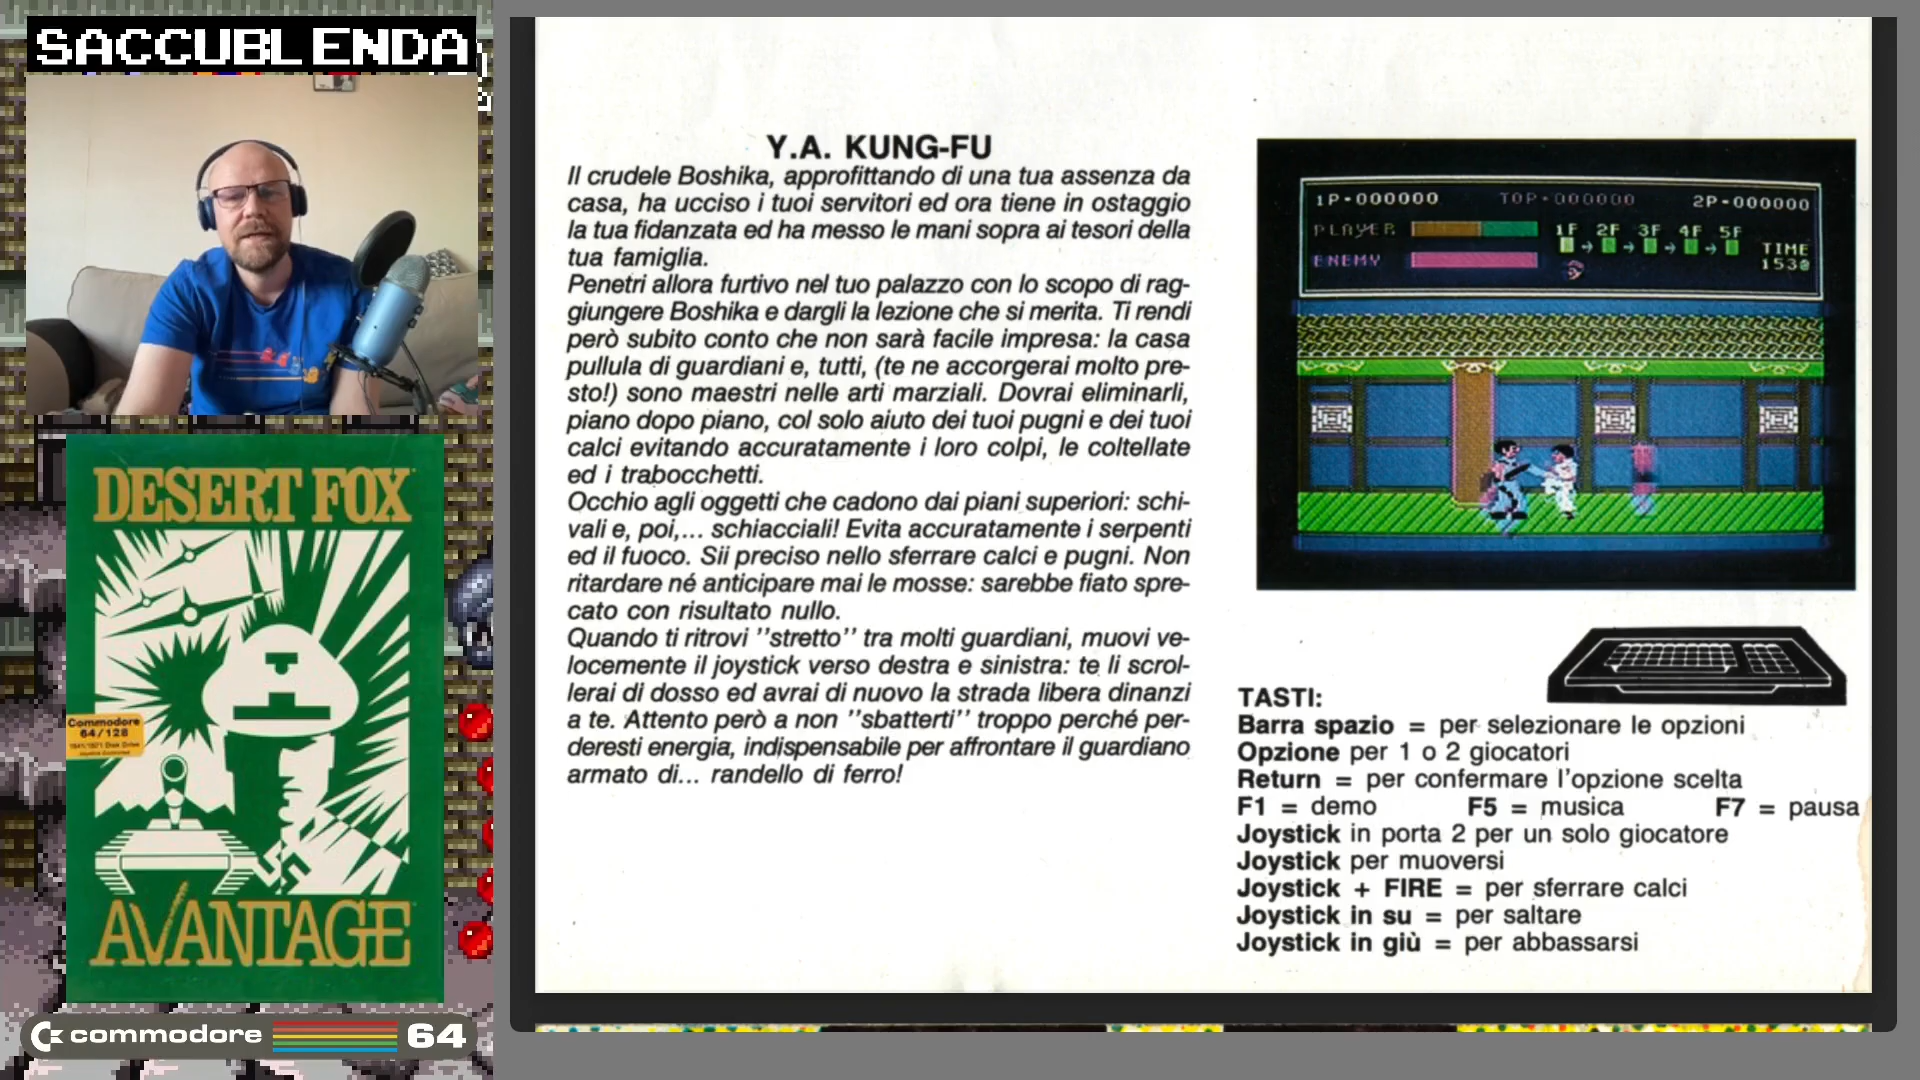 SACCUBLENDA
DESERT FOX
Commodore
64/128
AVANTAGE
commodore 64
Y.A. KUNG-FU
Il crudele Boshika, approfittando di una tua assenza da
casa, ha ucciso i tuoi servitori ed ora tiene in ostaggio
la tua fidanzata ed ha messo le mani sopra ai tesori della
tua famiglia.
Penetri allora furtivo nel tuo palazzo con lo scopo di rag-
giungere Boshika e dargli la lezione che si merita. Ti rendi
però subito conto che non sarà facile impresa: la casa
pullula di guardiani e, tutti, (te ne accorgerai molto pre-
sto!) sono maestri nelle arti marziali. Dovrai eliminarli,
piano dopo piano, col solo aiuto dei tuoi pugni e dei tuoi
calci evitando accuratamente i loro colpi, le coltellate
ed i trabocchetti.
Occhio agli oggetti che cadono dai piani superiori: schi-
vali e, poi,... schiacciali! Evita accuratamente i serpenti
ed il fuoco. Sii preciso nello sferrare calci e pugni. Non
ritardare né anticipare mai le mosse: sarebbe fiato spre-
cato con risultato nullo.
Quando ti ritrovi ''stretto'' tra molti guardiani, muovi ve-
locemente il joystick verso destra e sinistra: te li scrol-
lerai di dosso ed avrai di nuovo la strada libera dinanzi
a te. Attento però a non ''sbatterti'' troppo perché per-
deresti energia, indispensabile per affrontare il guardiano
armato di... randello di ferro!
1P-000000 TOP-000000 2P-000000
PLAYER 1F 2F 3F 4F 5F
ENEMY TIME
1530
TASTI:
Barra spazio = per selezionare le opzioni
Opzione per 1 o 2 giocatori
Return = per confermare l'opzione scelta
F1 = demo F5 = musica F7 = pausa
Joystick in porta 2 per un solo giocatore
Joystick per muoversi
Joystick + FIRE = per sferrare calci
Joystick in su = per saltare
Joystick in giù = per abbassarsi